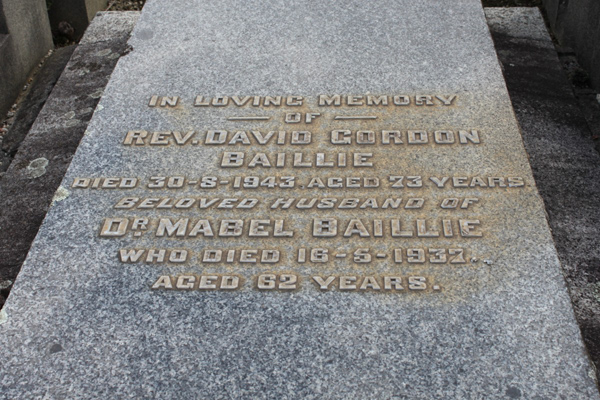 IN LOVING MEMORY
— OF —
REV. DAVID GORDON
BAILLIE
DIED 30-8-1943. AGED 73 YEARS.
BELOVED HUSBAND OF
DR. MABEL BAILLIE
WHO DIED 16-5-1937.
AGED 62 YEARS.